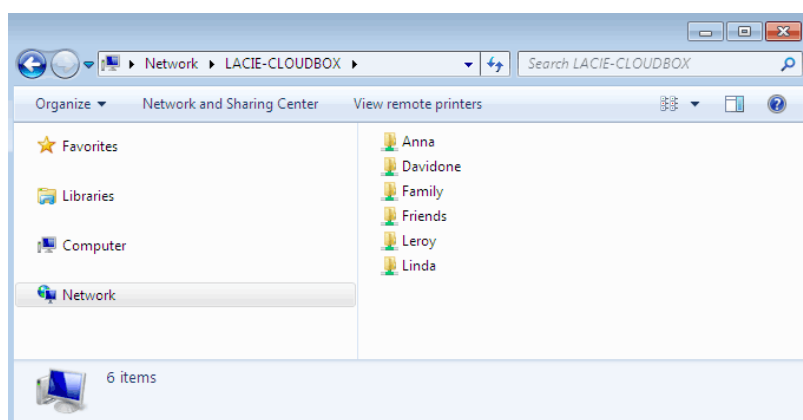 Network LACIE-CLOUDBOX Search LACIE-CLOUDBOX
Organize Network and Sharing Center View remote printers
Favorites
Libraries
Computer
Network
Anna
Davidone
Family
Friends
Leroy
Linda
6 items